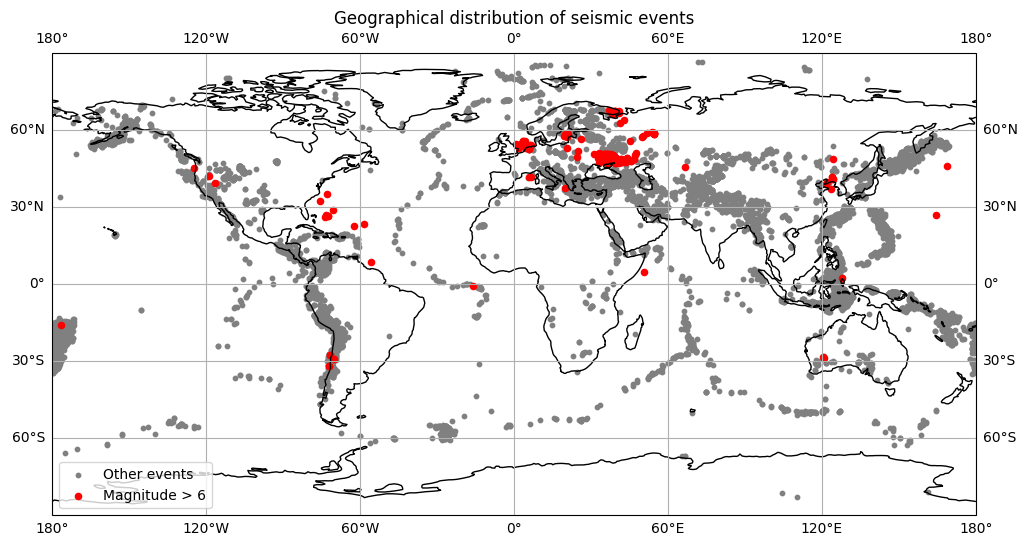 Geographical distribution of seismic events
180° 120°W 60°W 0° 60°E 120°E 180°
60°N 60°N
30°N 30°N
0° 0°
30°S 30°S
60°S 60°S
Other events
Magnitude > 6
180° 120°W 60°W 0° 60°E 120°E 180°